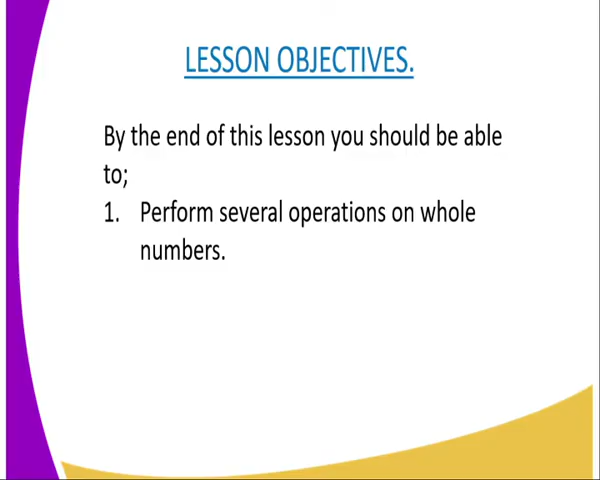 LESSON OBJECTIVES.
By the end of this lesson you should be able
to;
1. Perform several operations on whole
numbers.